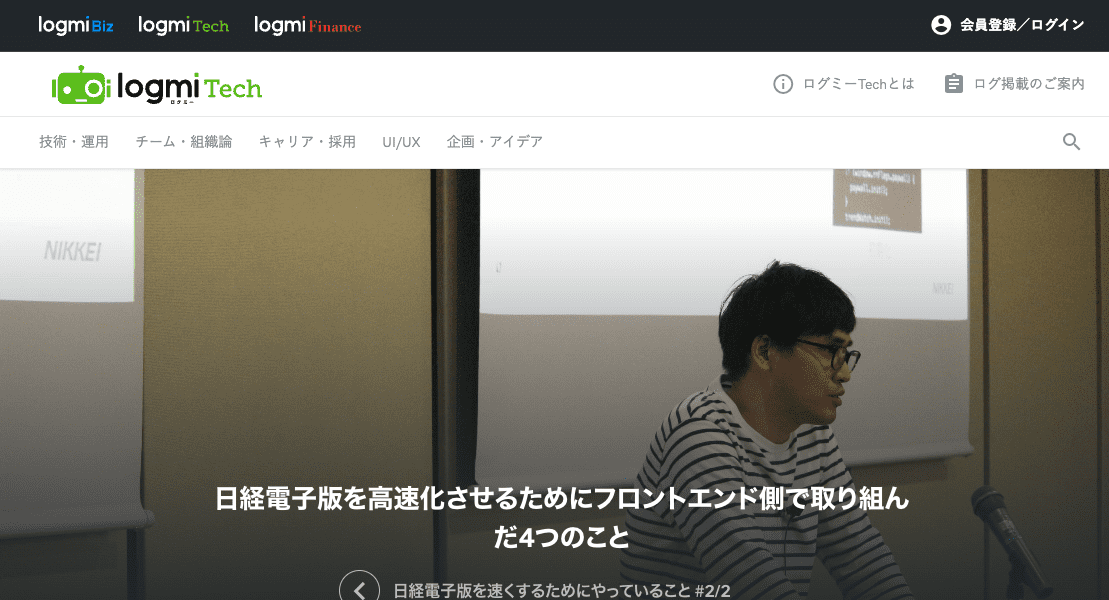 logmi Biz logmi Tech logmi Finance 会員登録／ログイン
logmi Tech
ログミー
ログミーTechとは ログ掲載のご案内
技術・運用 チーム・組織論 キャリア・採用 UI/UX 企画・アイデア
NIKKEI
paywall.init();
}
trendWatch.init();
NIKKEI
日経電子版を高速化させるためにフロントエンド側で取り組ん
だ4つのこと
日経電子版を速くするためにやっていること #2/2